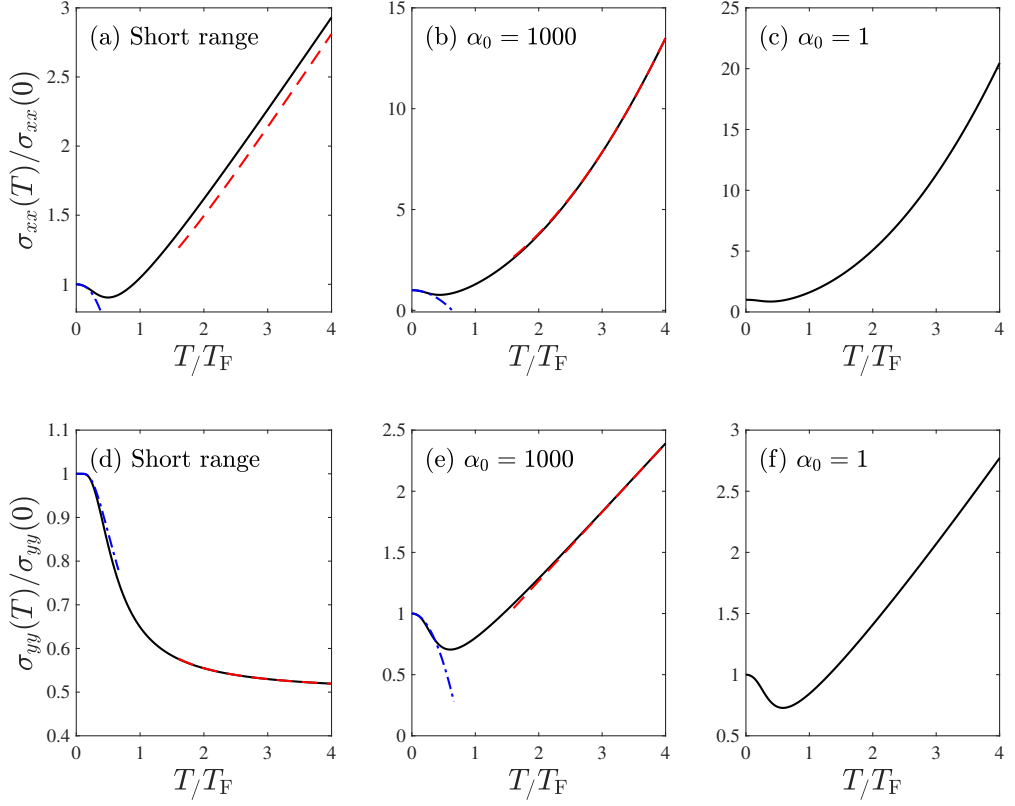 (a) Short range
σxx(T)/σxx(0)
3
2.5
2
1.5
1
0 1 2 3 4
T/TF
(b) α0 = 1000
15
10
5
0
0 1 2 3 4
T/TF
(c) α0 = 1
25
20
15
10
5
0
0 1 2 3 4
T/TF
(d) Short range
σyy(T)/σyy(0)
1.1
1
0.9
0.8
0.7
0.6
0.5
0.4
0 1 2 3 4
T/TF
(e) α0 = 1000
2.5
2
1.5
1
0.5
0
0 1 2 3 4
T/TF
(f) α0 = 1
3
2.5
2
1.5
1
0.5
0 1 2 3 4
T/TF